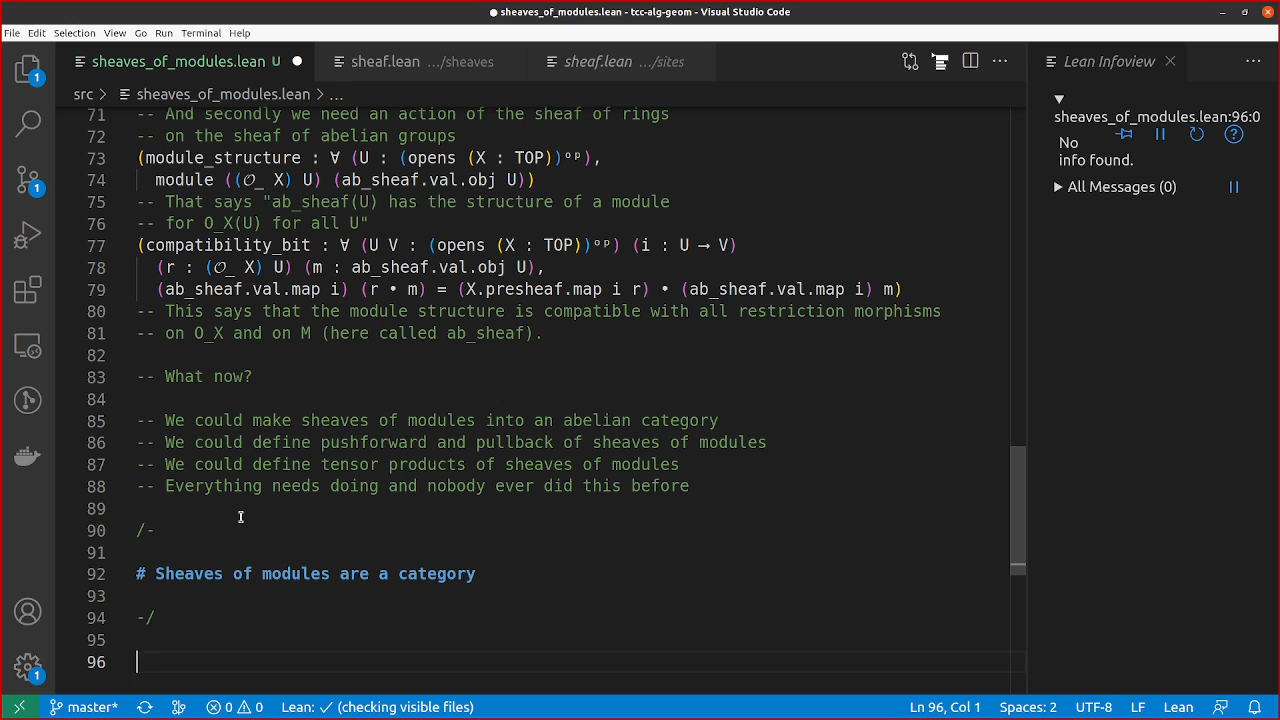 ● sheaves_of_modules.lean - tcc-alg-geom - Visual Studio Code
File Edit Selection View Go Run Terminal Help
sheaves_of_modules.lean U ●
sheaf.lean .../sheaves
sheaf.lean .../sites
Lean Infoview
src > sheaves_of_modules.lean > ...
71 -- And secondly we need an action of the sheaf of rings
72 -- on the sheaf of abelian groups
73 (module_structure : ∀ (U : (opens (X : TOP))ᵒᵖ),
74 module ((𝒪_ X) U) (ab_sheaf.val.obj U))
75 -- That says "ab_sheaf(U) has the structure of a module
76 -- for O_X(U) for all U"
77 (compatibility_bit : ∀ (U V : (opens (X : TOP))ᵒᵖ) (i : U ⟶ V)
78 (r : (𝒪_ X) U) (m : ab_sheaf.val.obj U),
79 (ab_sheaf.val.map i) (r • m) = (X.presheaf.map i r) • (ab_sheaf.val.map i) m)
80 -- This says that the module structure is compatible with all restriction morphisms
81 -- on O_X and on M (here called ab_sheaf).
82
83 -- What now?
84
85 -- We could make sheaves of modules into an abelian category
86 -- We could define pushforward and pullback of sheaves of modules
87 -- We could define tensor products of sheaves of modules
88 -- Everything needs doing and nobody ever did this before
89
90 /-
91
92 # Sheaves of modules are a category
93
94 -/
95
96
sheaves_of_modules.lean:96:0
No
info found.
All Messages (0)
1
1
1
master*
0 0
Lean: ✓ (checking visible files)
Ln 96, Col 1
Spaces: 2
UTF-8
LF
Lean